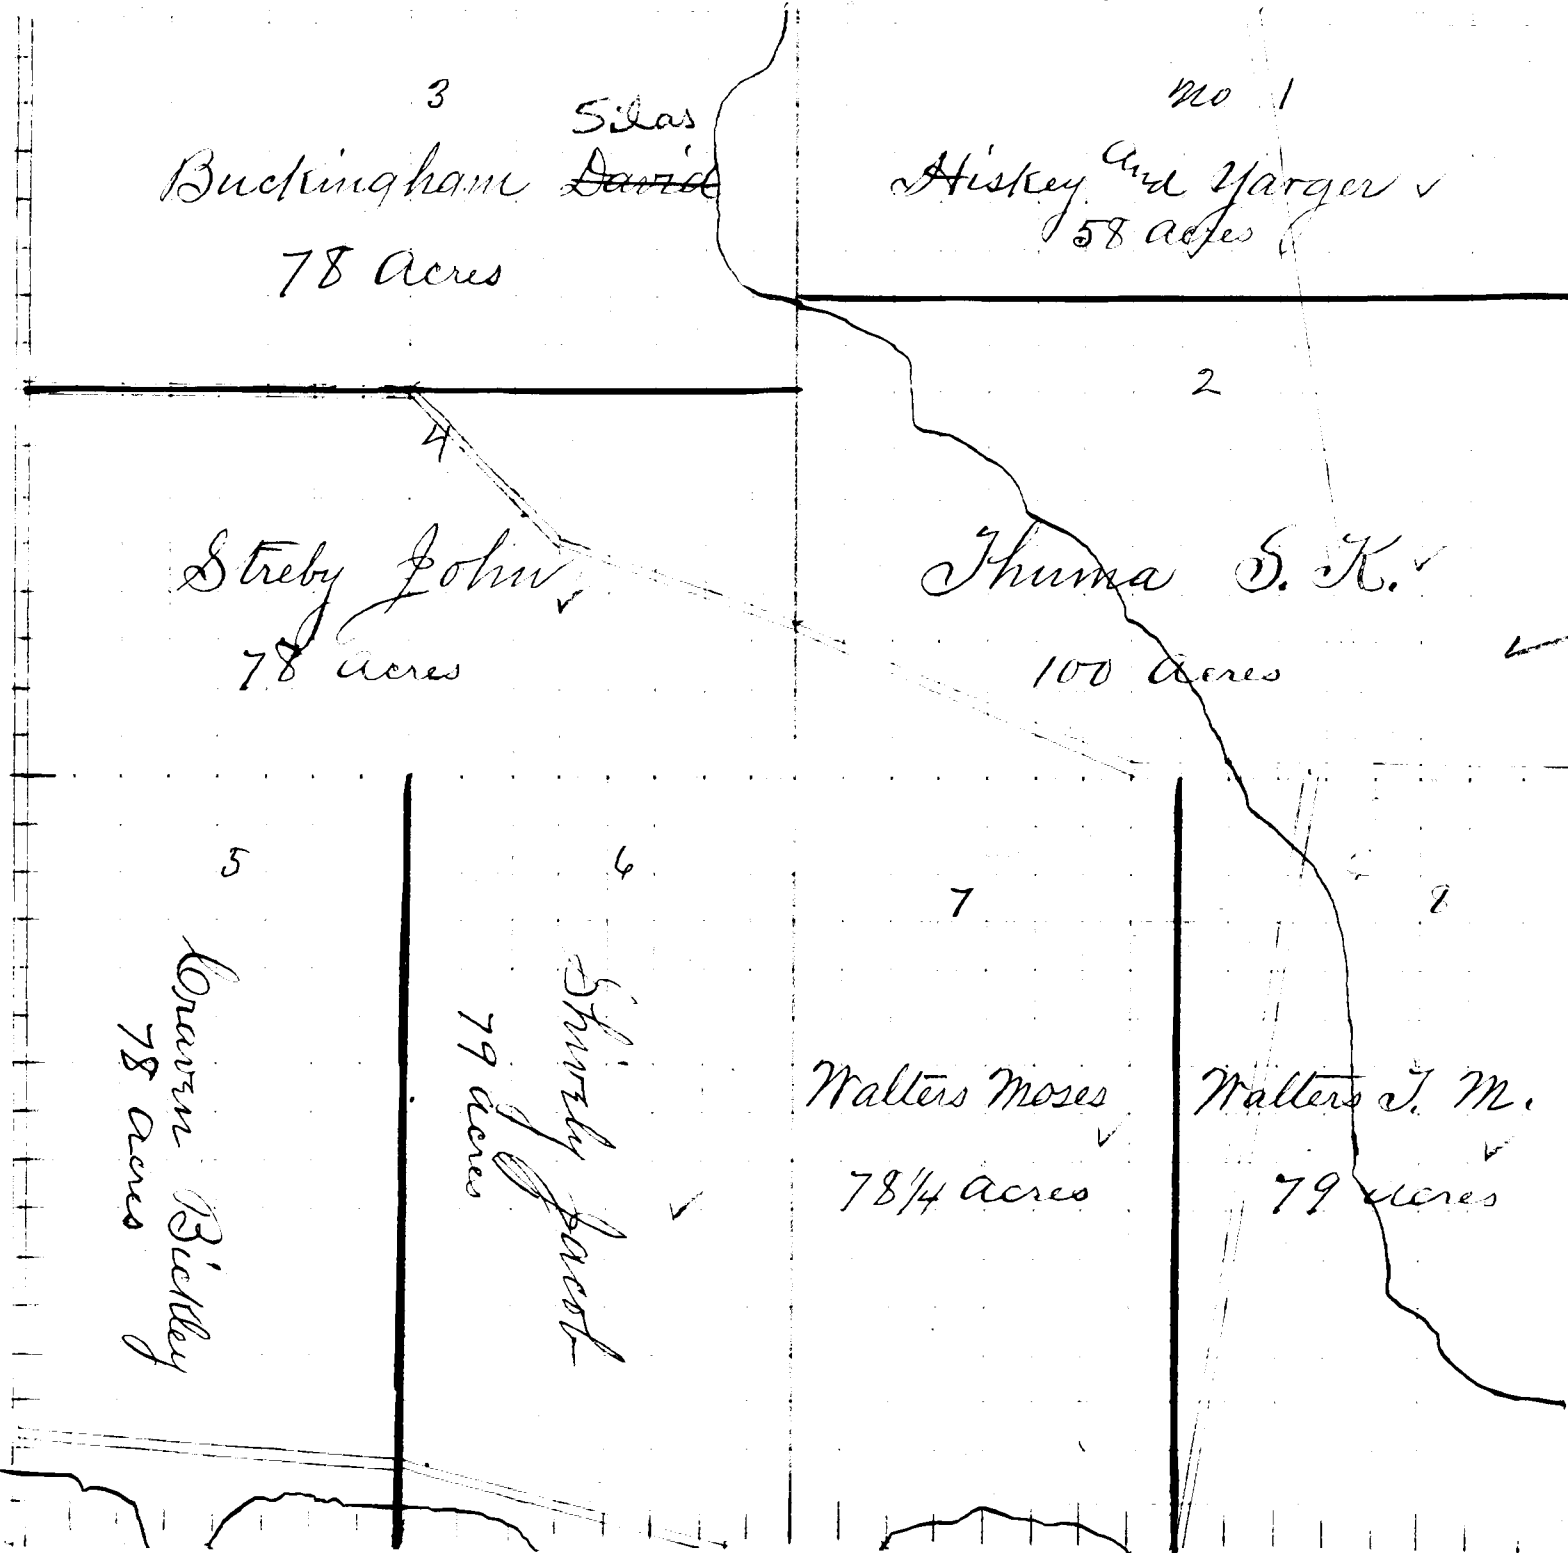 3
Silas
Buckingham David
78 Acres
No 1
Hiskey and Yarger ✓
58 acres
4
Streby John ✓
78 acres
2
Thuma S. K. ✓
100 acres
5
Craven Bickley
78 acres
6
Shively Jacob ✓
79 acres
7
Walters Moses ✓
78 1/4 acres
8
Walters T. M. ✓
79 acres